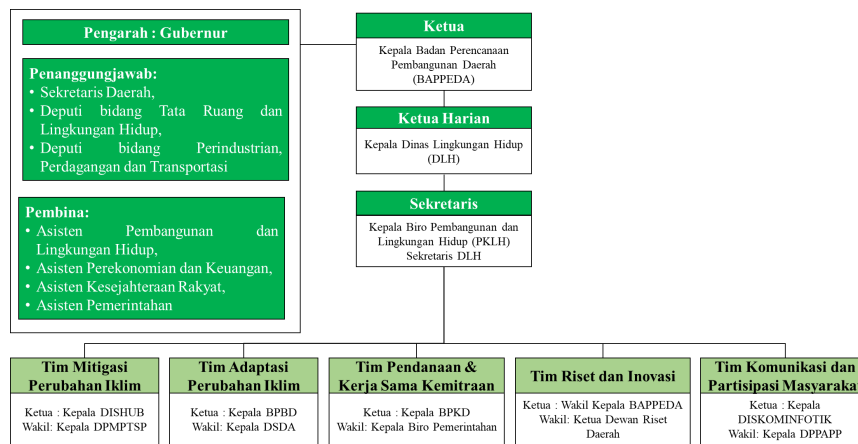 Pengarah : Gubernur
Penanggungjawab:
• Sekretaris Daerah,
• Deputi bidang Tata Ruang dan
Lingkungan Hidup,
• Deputi bidang Perindustrian,
Perdagangan dan Transportasi
Pembina:
• Asisten Pembangunan dan
Lingkungan Hidup,
• Asisten Perekonomian dan Keuangan,
• Asisten Kesejahteraan Rakyat,
• Asisten Pemerintahan
Ketua
Kepala Badan Perencanaan
Pembangunan Daerah
(BAPPEDA)
Ketua Harian
Kepala Dinas Lingkungan Hidup
(DLH)
Sekretaris
Kepala Biro Pembangunan dan
Lingkungan Hidup (PKLH)
Sekretaris DLH
Tim Mitigasi
Perubahan Iklim
Ketua : Kepala DISHUB
Wakil: Kepala DPMPTSP
Tim Adaptasi
Perubahan Iklim
Ketua : Kepala BPBD
Wakil: Kepala DSDA
Tim Pendanaan &
Kerja Sama Kemitraan
Ketua : Kepala BPKD
Wakil: Kepala Biro Pemerintahan
Tim Riset dan Inovasi
Ketua : Wakil Kepala BAPPEDA
Wakil: Ketua Dewan Riset
Daerah
Tim Komunikasi dan
Partisipasi Masyaraka
Ketua : Kepala
DISKOMINFOTIK
Wakil: Kepala DPPAPP